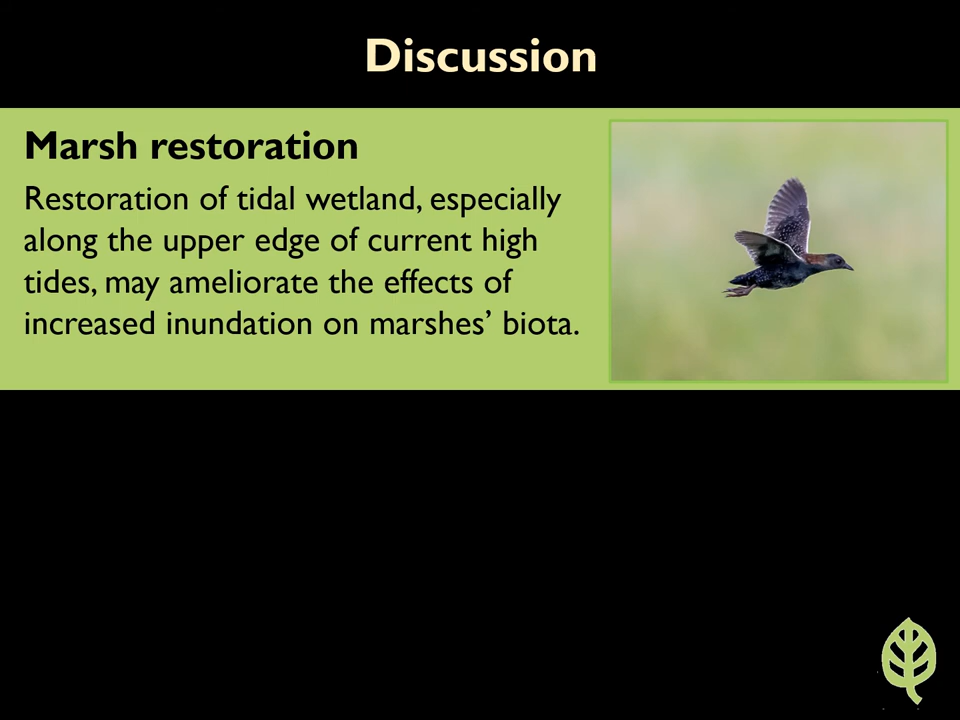 Discussion
Marsh restoration
Restoration of tidal wetland, especially
along the upper edge of current high
tides, may ameliorate the effects of
increased inundation on marshes’ biota.